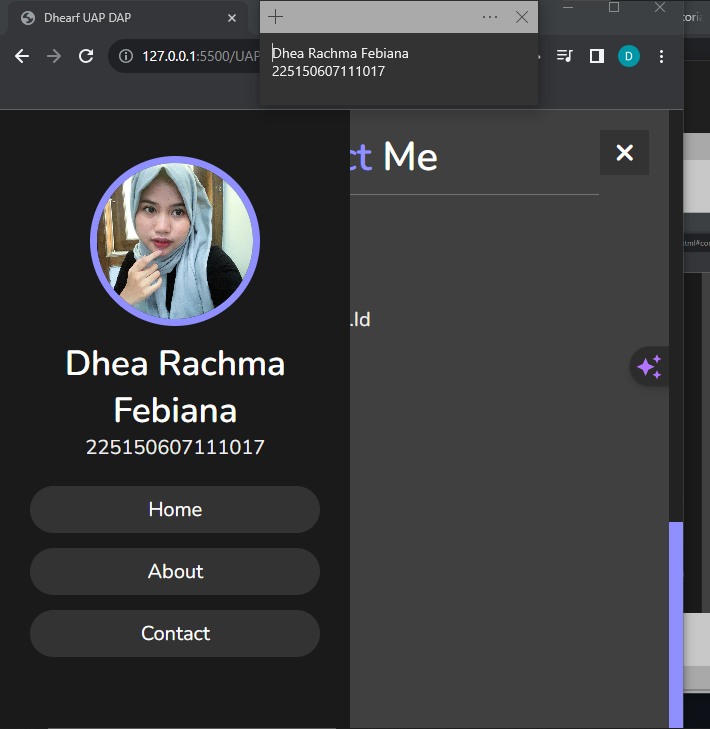 Dhearf UAP DAP
127.0.0.1:5500/UAP
Dhea Rachma Febiana
225150607111017
D
ct Me
.Id
Dhea Rachma
Febiana
225150607111017
Home
About
Contact